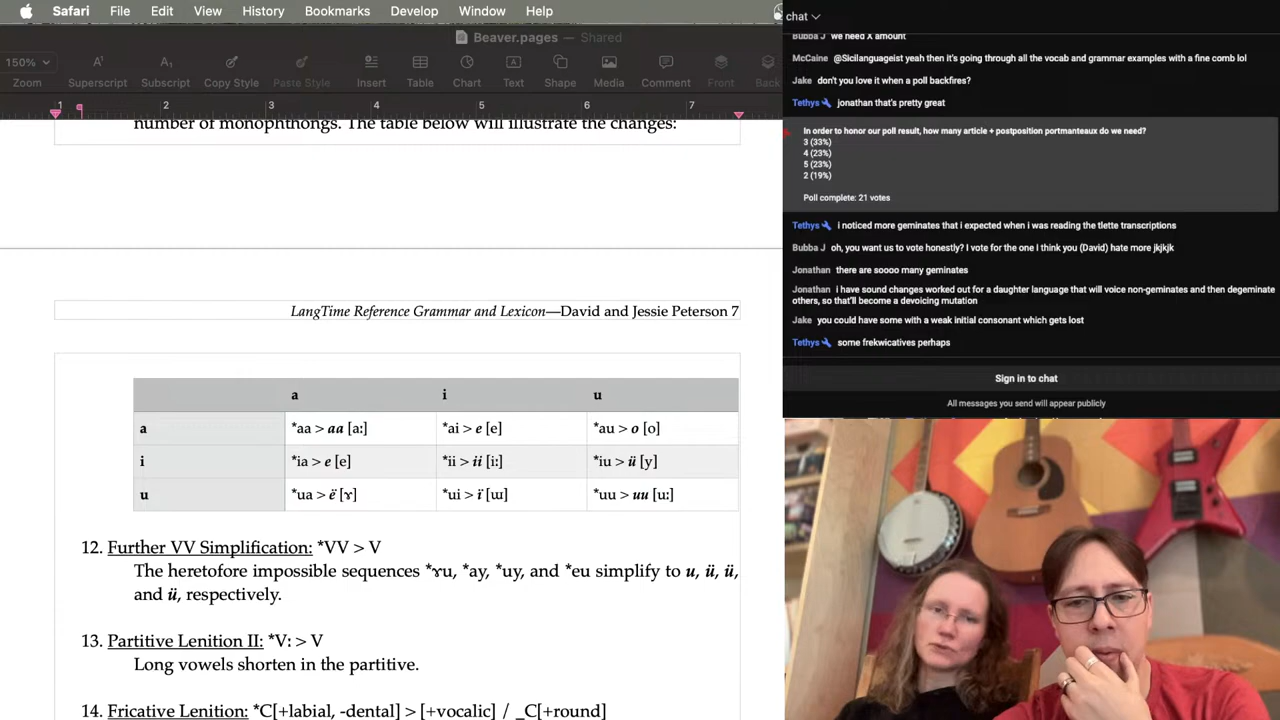 Safari File Edit View History Bookmarks Develop Window Help
Beaver.pages — Shared
150%
Zoom Superscript Subscript Paste Style Insert Table Chart Text Shape Media Comment Front Back
1 2 3 4 5 6 7
number of monophthongs. The table below will illustrate the changes:
LangTime Reference Grammar and Lexicon—David and Jessie Peterson 7
a i u
a *aa > aa [aː] *ai > e [e] *au > o [o]
i *ia > e [e] *ii > ii [iː] *iu > ü [y]
u *ua > ë [ɤ] *ui > ï [ɯ] *uu > uu [uː]
12. Further VV Simplification: *VV > V
The heretofore impossible sequences *ɤu, *ay, *uy, and *eu simplify to u, ü, ü,
and ü, respectively.
13. Partitive Lenition II: *Vː > V
Long vowels shorten in the partitive.
14. Fricative Lenition: *C[+labial, -dental] > [+vocalic] / _C[+round]
chat
Bubba J we need X amount
McCaine @Sicilanguageist yeah then it's going through all the vocab and grammar examples with a fine comb lol
Jake don't you love it when a poll backfires?
Tethys jonathan that's pretty great
In order to honor our poll result, how many article + postposition portmanteaux do we need?
3 (33%)
4 (23%)
5 (23%)
2 (19%)
Poll complete: 21 votes
Tethys i noticed more geminates that i expected when i was reading the tlette transcriptions
Bubba J oh, you want us to vote honestly? I vote for the one I think you (David) hate more jkjkjk
Jonathan there are soooo many geminates
Jonathan i have sound changes worked out for a daughter language that will voice non-geminates and then degeminate
others, so that'll become a devoicing mutation
Jake you could have some with a weak initial consonant which gets lost
Tethys some frekwicatives perhaps
Sign in to chat
All messages you send will appear publicly